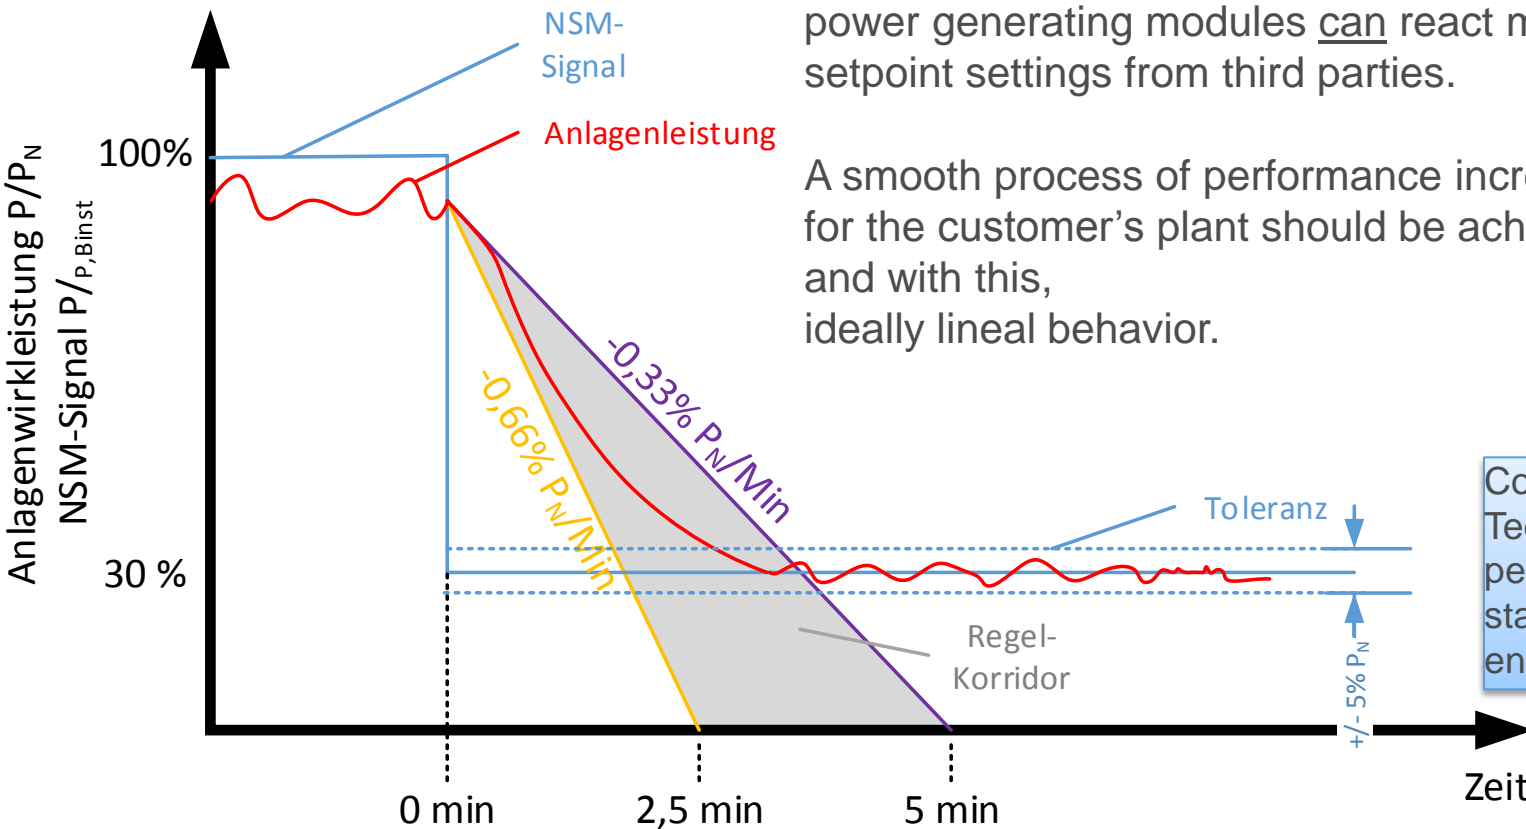 power generating modules can react
setpoint settings from third parties.
A smooth process of performance
for the customer’s plant should be
and with this,
ideally lineal behavior.
NSM-
Signal
Anlagenleistung
Anlagenwirkleistung P/PN
NSM-Signal P/P,Binst
100%
30 %
-0,33% PN/Min
-0,66% PN/Min
Toleranz
+/- 5% PN
Regel-
Korridor
0 min
2,5 min
5 min
Zeit